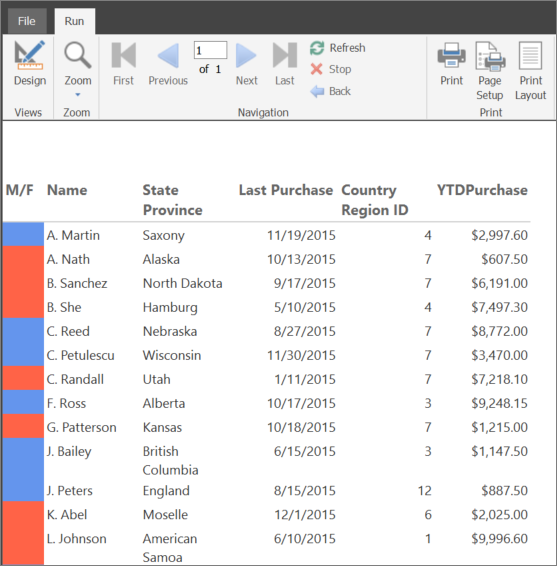 File Run
1
of 1
Refresh
Stop
Back
Design Zoom First Previous Next Last Print Page Setup Print Layout
Views Zoom Navigation Print
M/F Name State Province Last Purchase Country Region ID YTDPurchase
A. Martin Saxony 11/19/2015 4 $2,997.60
A. Nath Alaska 10/13/2015 7 $607.50
B. Sanchez North Dakota 9/17/2015 7 $6,191.00
B. She Hamburg 5/10/2015 4 $7,497.30
C. Reed Nebraska 8/27/2015 7 $8,772.00
C. Petulescu Wisconsin 11/30/2015 7 $3,470.00
C. Randall Utah 1/11/2015 7 $7,218.10
F. Ross Alberta 10/17/2015 3 $9,248.15
G. Patterson Kansas 10/18/2015 7 $1,215.00
J. Bailey British Columbia 6/15/2015 3 $1,147.50
J. Peters England 8/15/2015 12 $887.50
K. Abel Moselle 12/1/2015 6 $2,025.00
L. Johnson American Samoa 6/10/2015 1 $9,996.60